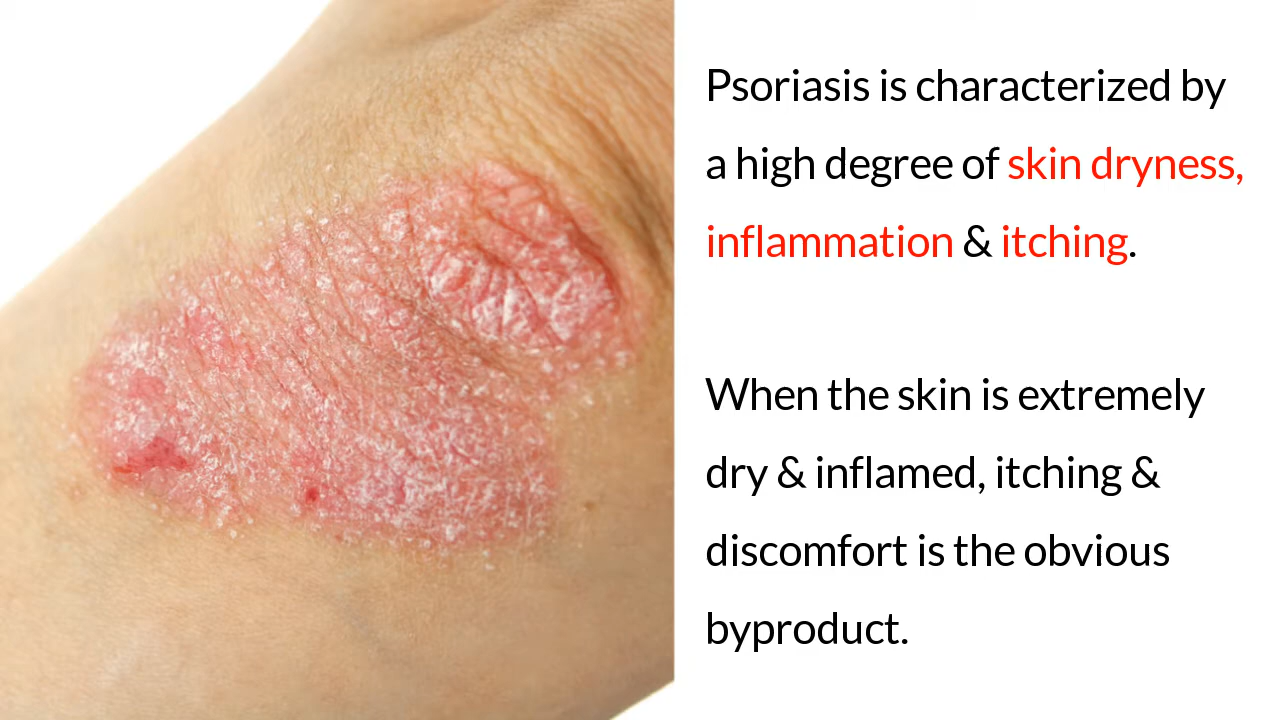 Psoriasis is characterized by
a high degree of skin dryness,
inflammation & itching.
When the skin is extremely
dry & inflamed, itching &
discomfort is the obvious
byproduct.